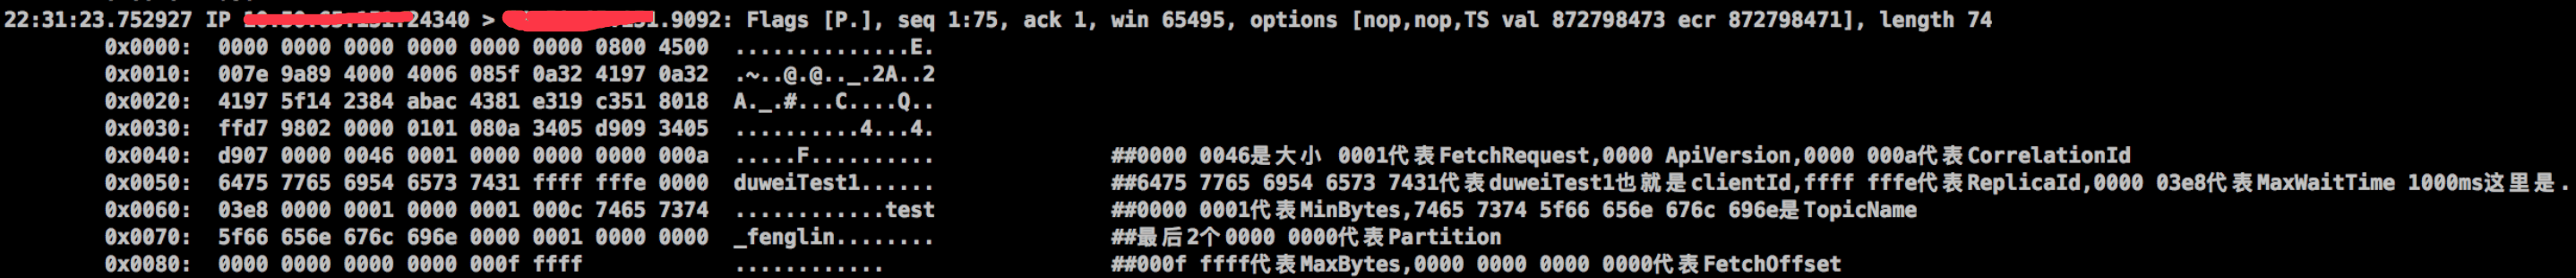 22:31:23.752927 IP 24340 > 1.9092: Flags [P.], seq 1:75, ack 1, win 65495, options [nop,nop,TS val 872798473 ecr 872798471], length 74
0x0000: 0000 0000 0000 0000 0000 0000 0800 4500 ..............E.
0x0010: 007e 9a89 4000 4006 085f 0a32 4197 0a32 .~..@.@.._.2A..2
0x0020: 4197 5f14 2384 abac 4381 e319 c351 8018 A._.#...C....Q..
0x0030: ffd7 9802 0000 0101 080a 3405 d909 3405 ..........4...4.
0x0040: d907 0000 0046 0001 0000 0000 0000 000a .....F.......... ##0000 0046是大小 0001代表FetchRequest,0000 ApiVersion,0000 000a代表CorrelationId
0x0050: 6475 7765 6954 6573 7431 ffff fffe 0000 duweiTest1...... ##6475 7765 6954 6573 7431代表duweiTest1也就是clientId,ffff fffe代表ReplicaId,0000 03e8代表MaxWaitTime 1000ms这里是.
0x0060: 03e8 0000 0001 0000 0001 000c 7465 7374 ............test ##0000 0001代表MinBytes,7465 7374 5f66 656e 676c 696e是TopicName
0x0070: 5f66 656e 676c 696e 0000 0001 0000 0000 _fenglin........ ##最后2个0000 0000代表Partition
0x0080: 0000 0000 0000 0000 000f ffff ............ ##000f ffff代表MaxBytes,0000 0000 0000 0000代表FetchOffset